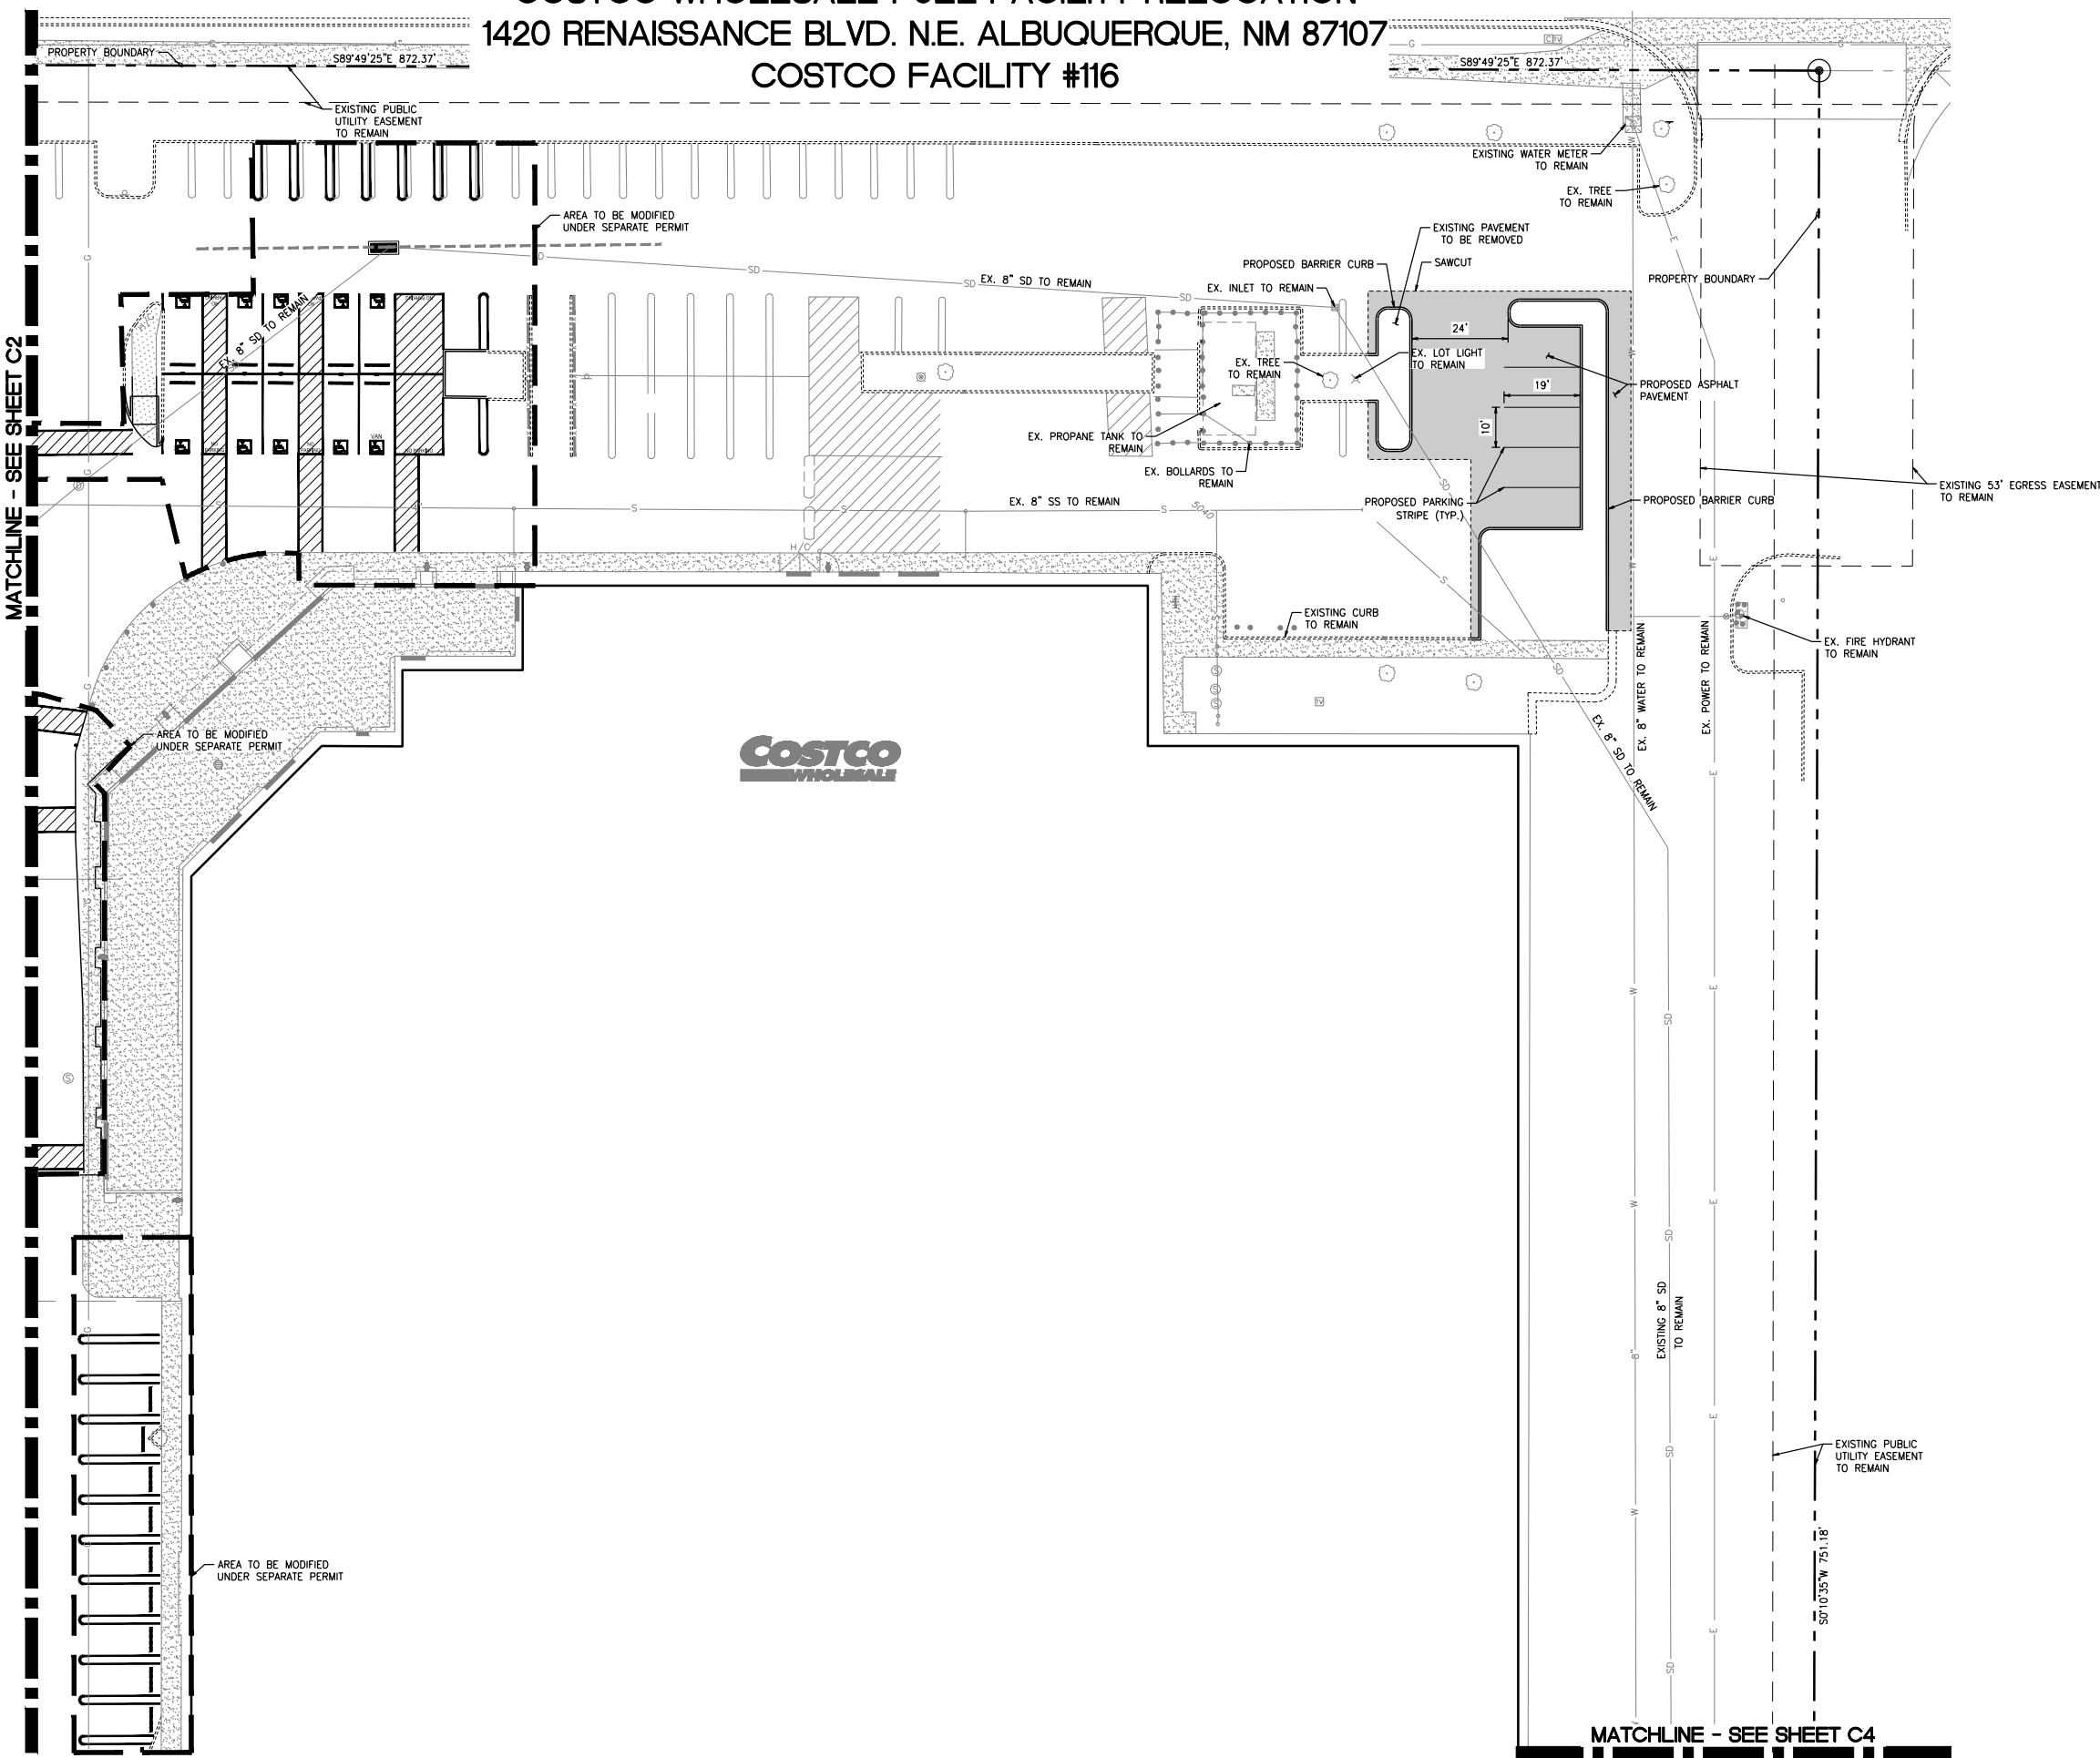 COSTCO WHOLESALE FUEL FACILITY RELOCATION
1420 RENAISSANCE BLVD. N.E. ALBUQUERQUE, NM 87107
COSTCO FACILITY #116
PROPERTY BOUNDARY
S89°49'25"E 872.37'
S89°49'25"E 872.37'
EXISTING PUBLIC
UTILITY EASEMENT
TO REMAIN
EXISTING WATER METER
TO REMAIN
EX. TREE
TO REMAIN
AREA TO BE MODIFIED
UNDER SEPARATE PERMIT
EXISTING PAVEMENT
TO BE REMOVED
PROPOSED BARRIER CURB
SAWCUT
PROPERTY BOUNDARY
EX. 8" SD TO REMAIN
EX. INLET TO REMAIN
EX. 8" SD TO REMAIN
24'
EX. LOT LIGHT
TO REMAIN
EX. TREE
TO REMAIN
19'
PROPOSED ASPHALT
PAVEMENT
10'
EX. PROPANE TANK TO
REMAIN
EX. BOLLARDS TO
REMAIN
VAN
EX. 8" SS TO REMAIN
5040
PROPOSED PARKING
STRIPE (TYP.)
PROPOSED BARRIER CURB
EXISTING 53' EGRESS EASEMENT
TO REMAIN
MATCHLINE - SEE SHEET C2
H/C
EXISTING CURB
TO REMAIN
EX. FIRE HYDRANT
TO REMAIN
EX. 8" WATER TO REMAIN
EX. POWER TO REMAIN
EX. 8" SD TO REMAIN
AREA TO BE MODIFIED
UNDER SEPARATE PERMIT
COSTCO
WHOLESALE
EXISTING 8" SD
TO REMAIN
EXISTING PUBLIC
UTILITY EASEMENT
TO REMAIN
S0°10'35"W 751.18'
AREA TO BE MODIFIED
UNDER SEPARATE PERMIT
MATCHLINE - SEE SHEET C4